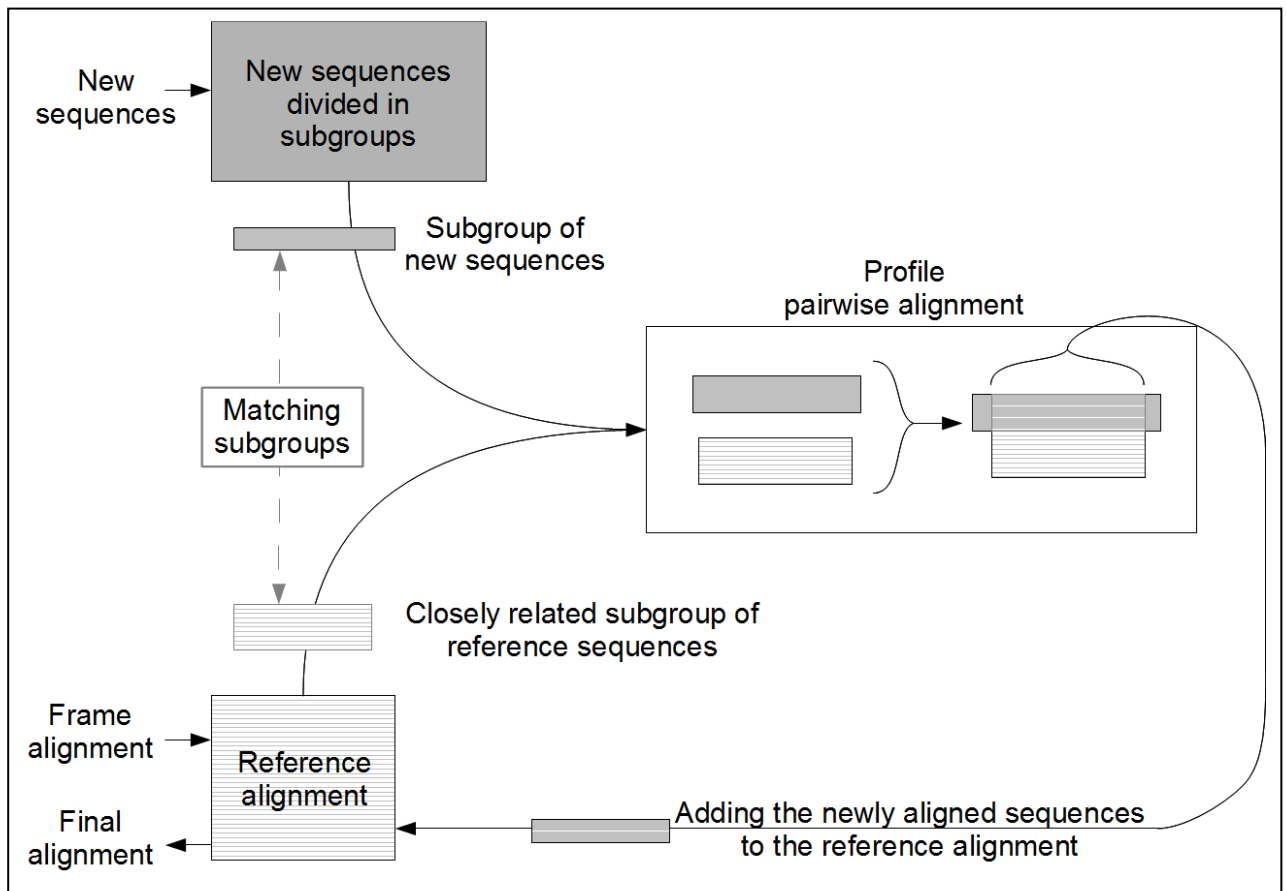 New
sequences
New sequences
divided in
subgroups
Subgroup of
new sequences
Profile
pairwise alignment
Matching
subgroups
Closely related subgroup of
reference sequences
Frame
alignment
Reference
alignment
Final
alignment
Adding the newly aligned sequences
to the reference alignment